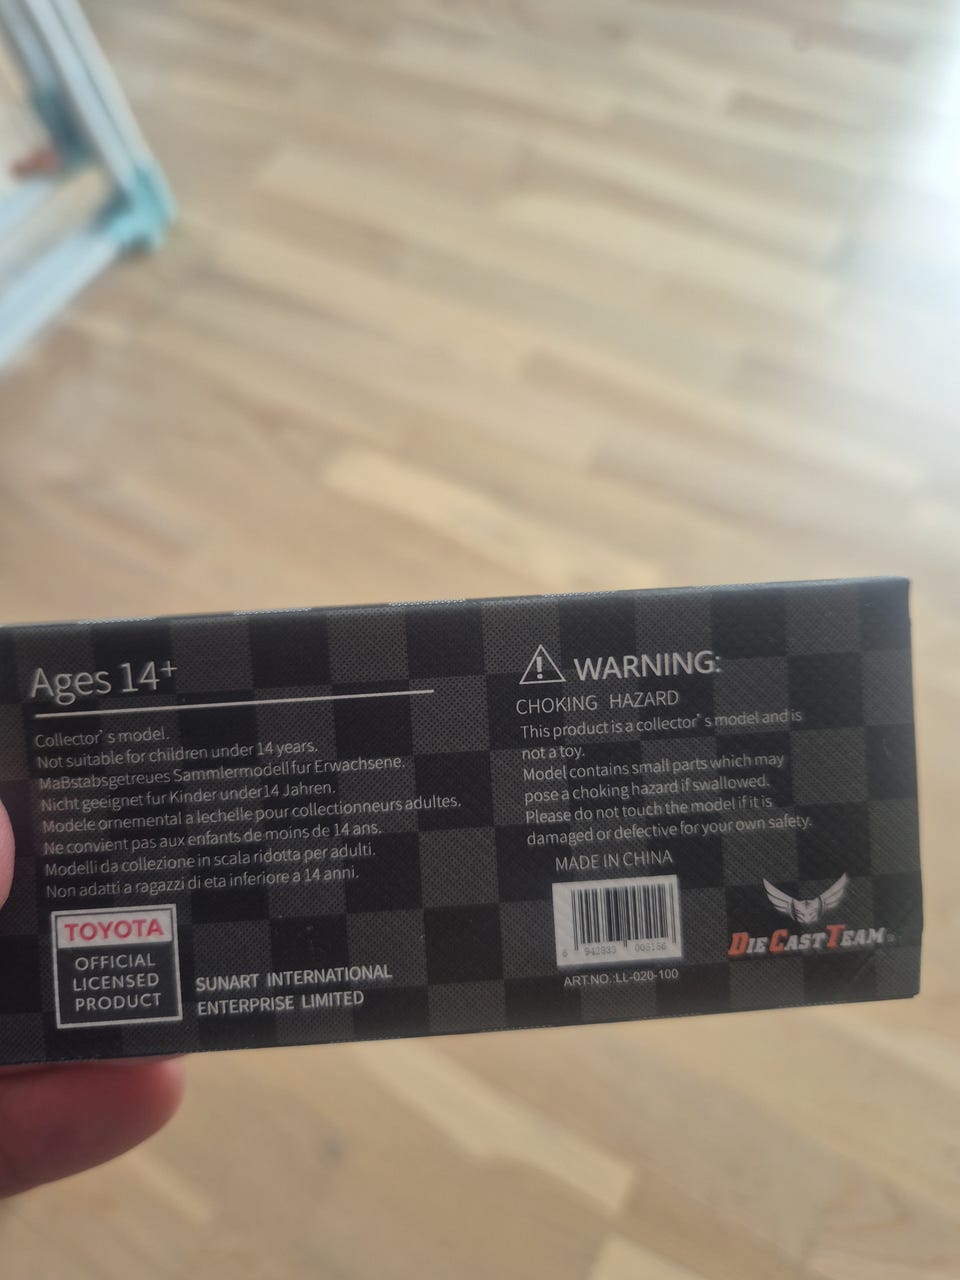 Ages 14+
Collector's model.
Not suitable for children under 14 years.
MaBstabsgetreues Sammlermodell fur Erwachsene.
Nicht geeignet fur Kinder under14 Jahren.
Modele ornemental a lechelle pour collectionneurs adultes.
Ne convient pas aux enfants de moins de 14 ans.
Modelli da collezione in scala ridotta per adulti.
Non adatti a ragazzi di eta inferiore a 14 anni.
TOYOTA
OFFICIAL
LICENSED
PRODUCT
SUNART INTERNATIONAL
ENTERPRISE LIMITED
WARNING:
CHOKING HAZARD
This product is a collector's model and is
not a toy.
Model contains small parts which may
pose a choking hazard if swallowed.
Please do not touch the model if it is
damaged or defective for your own safety.
MADE IN CHINA
ART.NO.:LL-020-100
DIECASTTEAM